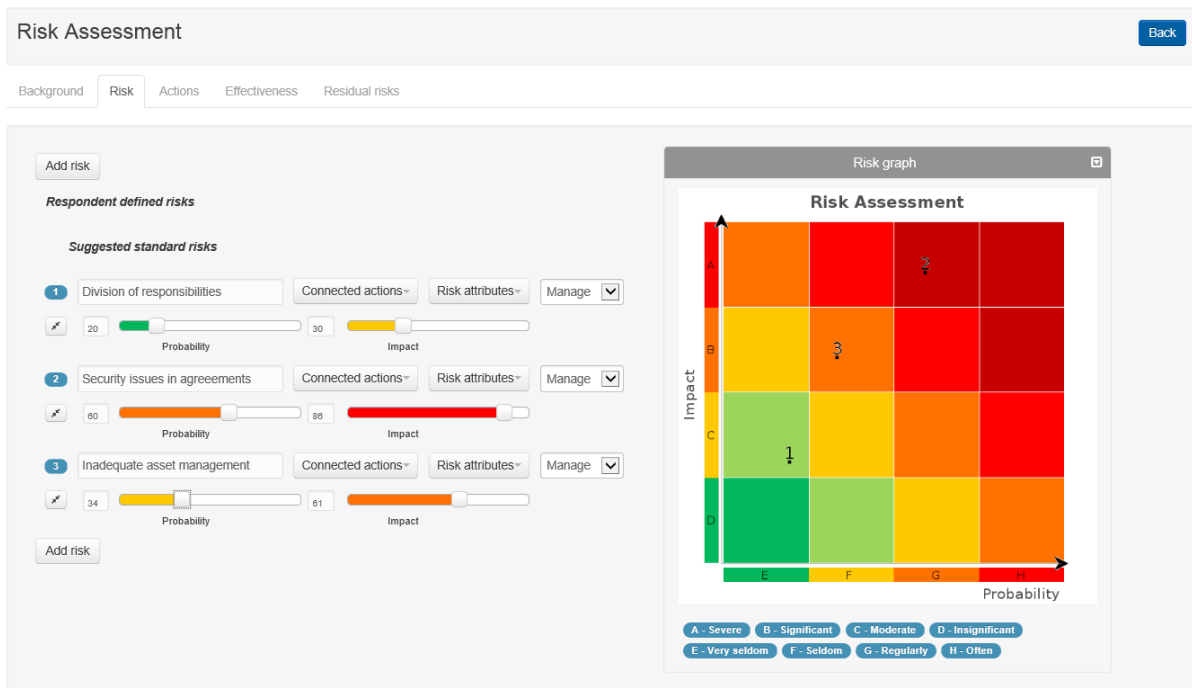 Risk Assessment
Back
Background Risk Actions Effectiveness Residual risks
Add risk
Respondent defined risks
Suggested standard risks
1 Division of responsibilities Connected actions Risk attributes Manage
20 30
Probability Impact
2 Security issues in agreeements Connected actions Risk attributes Manage
60 86
Probability Impact
3 Inadequate asset management Connected actions Risk attributes Manage
34 61
Probability Impact
Add risk
Risk graph
Risk Assessment
A
2
B
3
Impact
C
1
D
E F G H
Probability
A - Severe B - Significant C - Moderate D - Insignificant
E - Very seldom F - Seldom G - Regularly H - Often